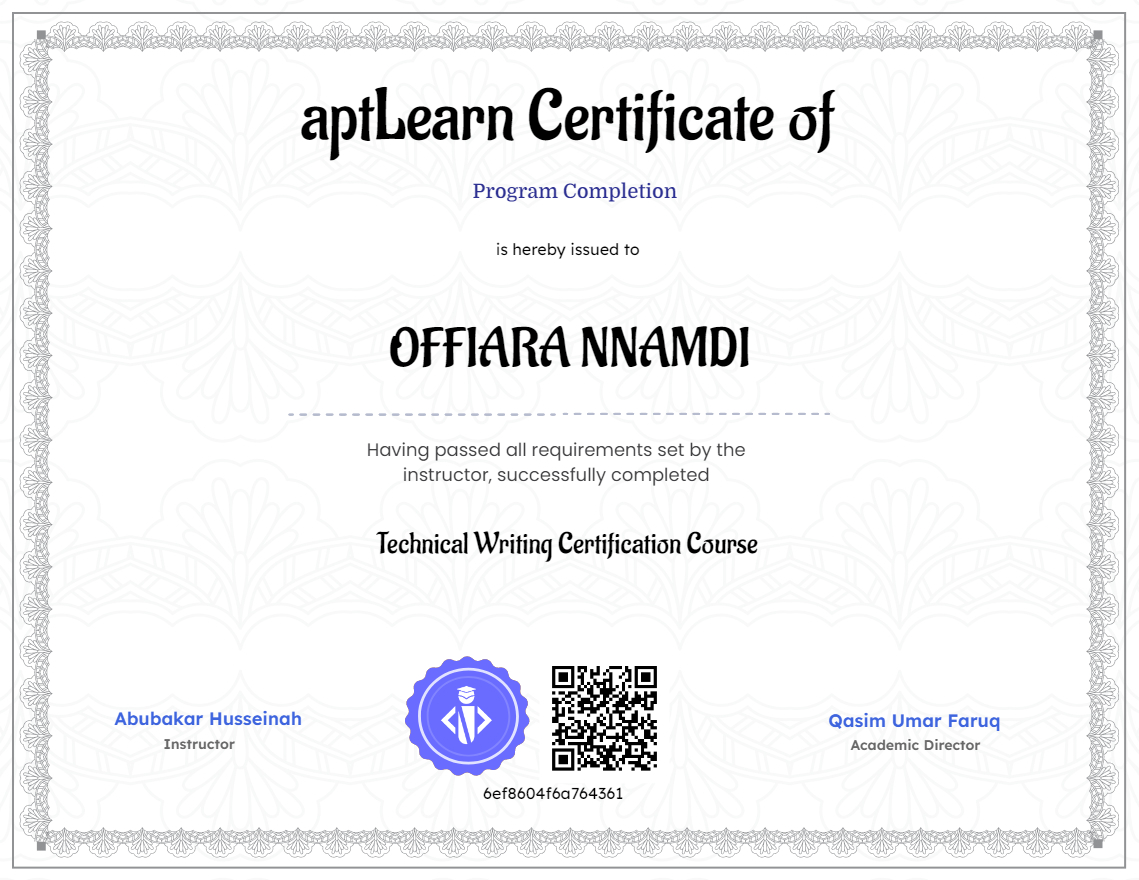 aptLearn Certificate of
Program Completion
is hereby issued to
OFFIARA NNAMDI
Having passed all requirements set by the
instructor, successfully completed
Technical Writing Certification Course
Abubakar Husseinah
Instructor
Qasim Umar Faruq
Academic Director
6ef8604f6a764361